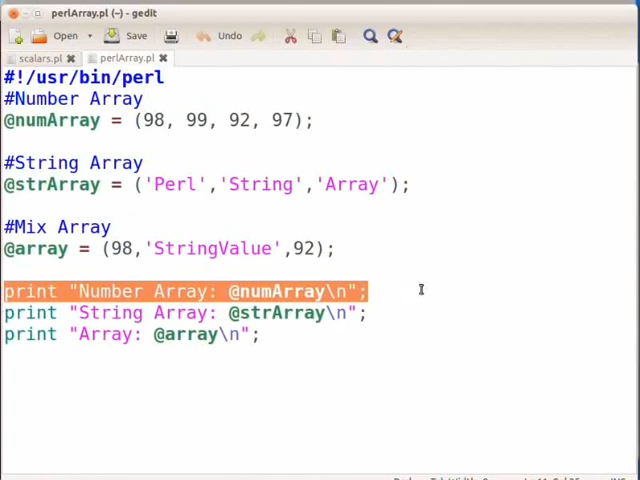 perlArray.pl (~) - gedit
Open Save Undo
scalars.pl perlArray.pl
#!/usr/bin/perl
#Number Array
@numArray = (98, 99, 92, 97);
#String Array
@strArray = ('Perl','String','Array');
#Mix Array
@array = (98,'StringValue',92);
print "Number Array: @numArray\n";
print "String Array: @strArray\n";
print "Array: @array\n";